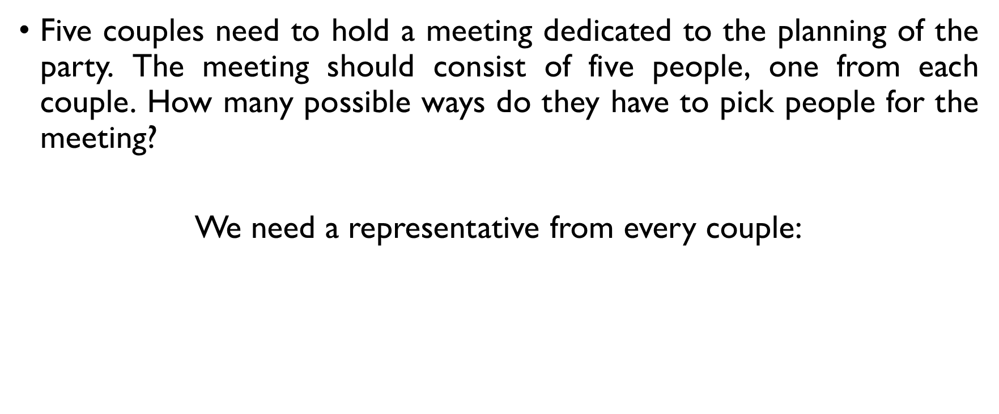 • Five couples need to hold a meeting dedicated to the planning of the
party. The meeting should consist of five people, one from each
couple. How many possible ways do they have to pick people for the
meeting?
We need a representative from every couple: